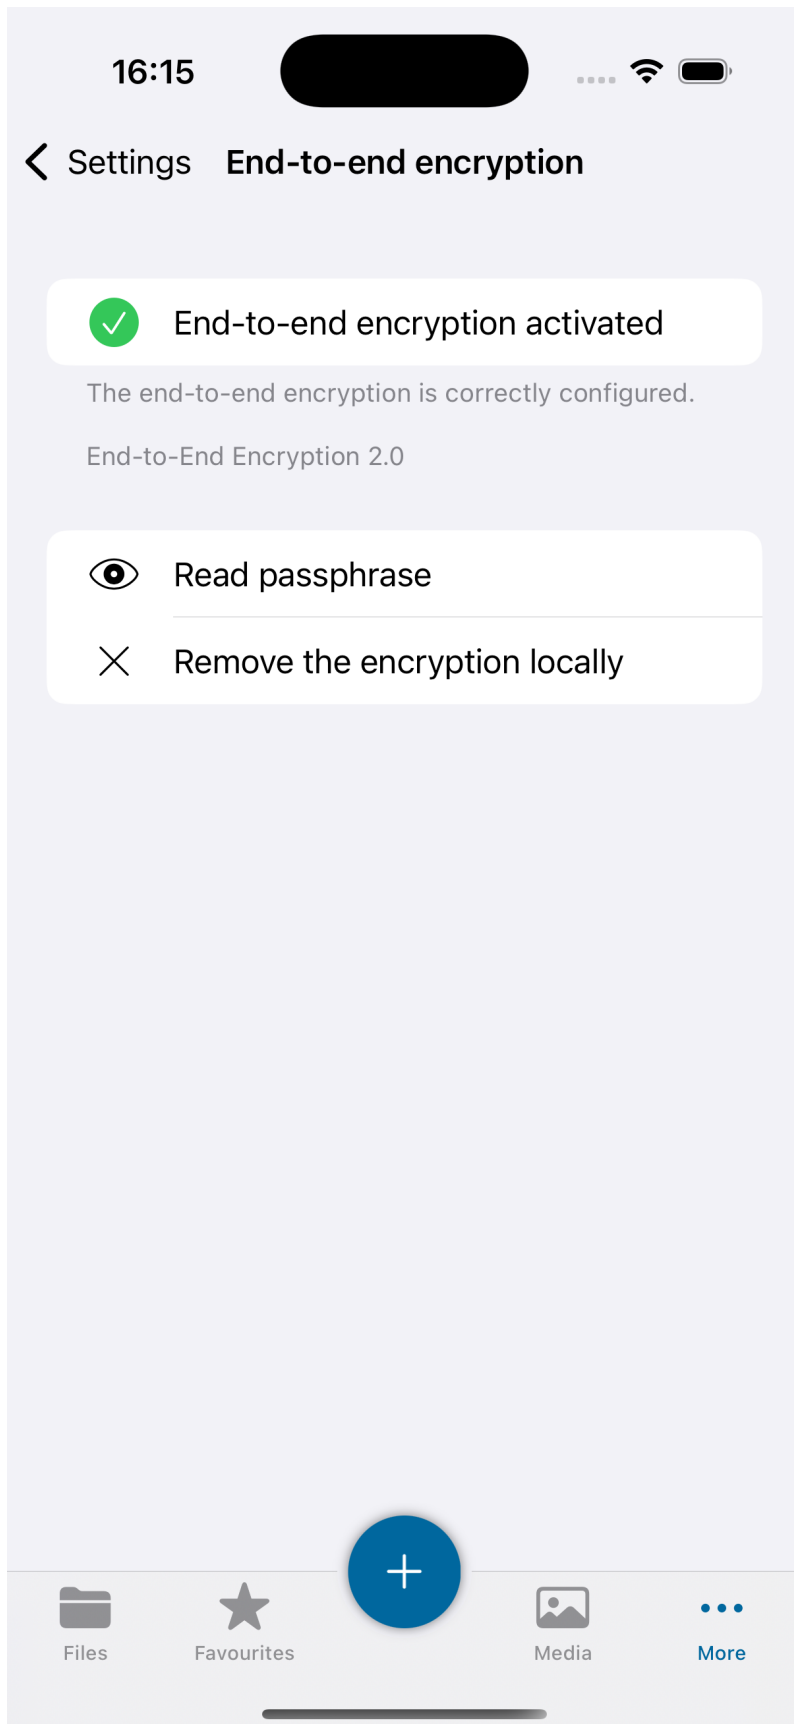 16:15
Settings End-to-end encryption
End-to-end encryption activated
The end-to-end encryption is correctly configured.
End-to-End Encryption 2.0
Read passphrase
Remove the encryption locally
Files Favourites Media More